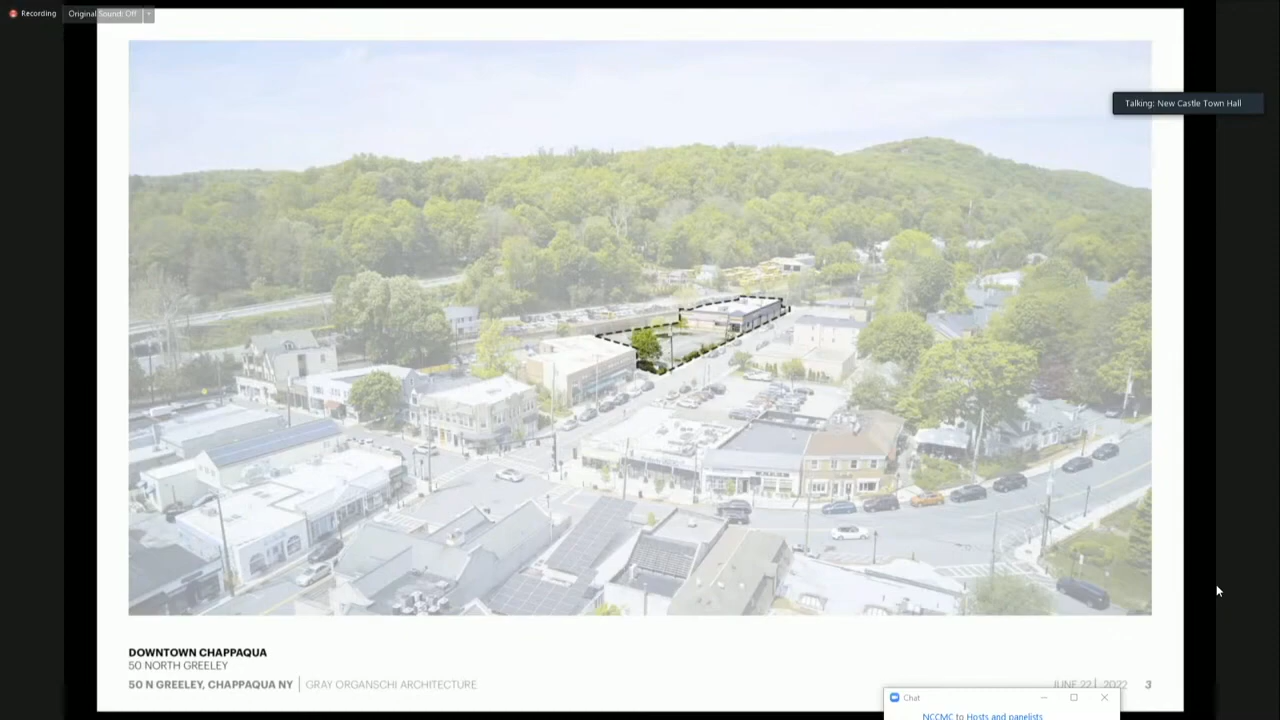 Recording
Original Sound: Off
Talking: New Castle Town Hall
DOWNTOWN CHAPPAQUA
50 NORTH GREELEY
50 N GREELEY, CHAPPAQUA NY | GRAY ORGANSCHI ARCHITECTURE
JUNE 22 | 2022 3
Chat
NCCMC to Hosts and panelists